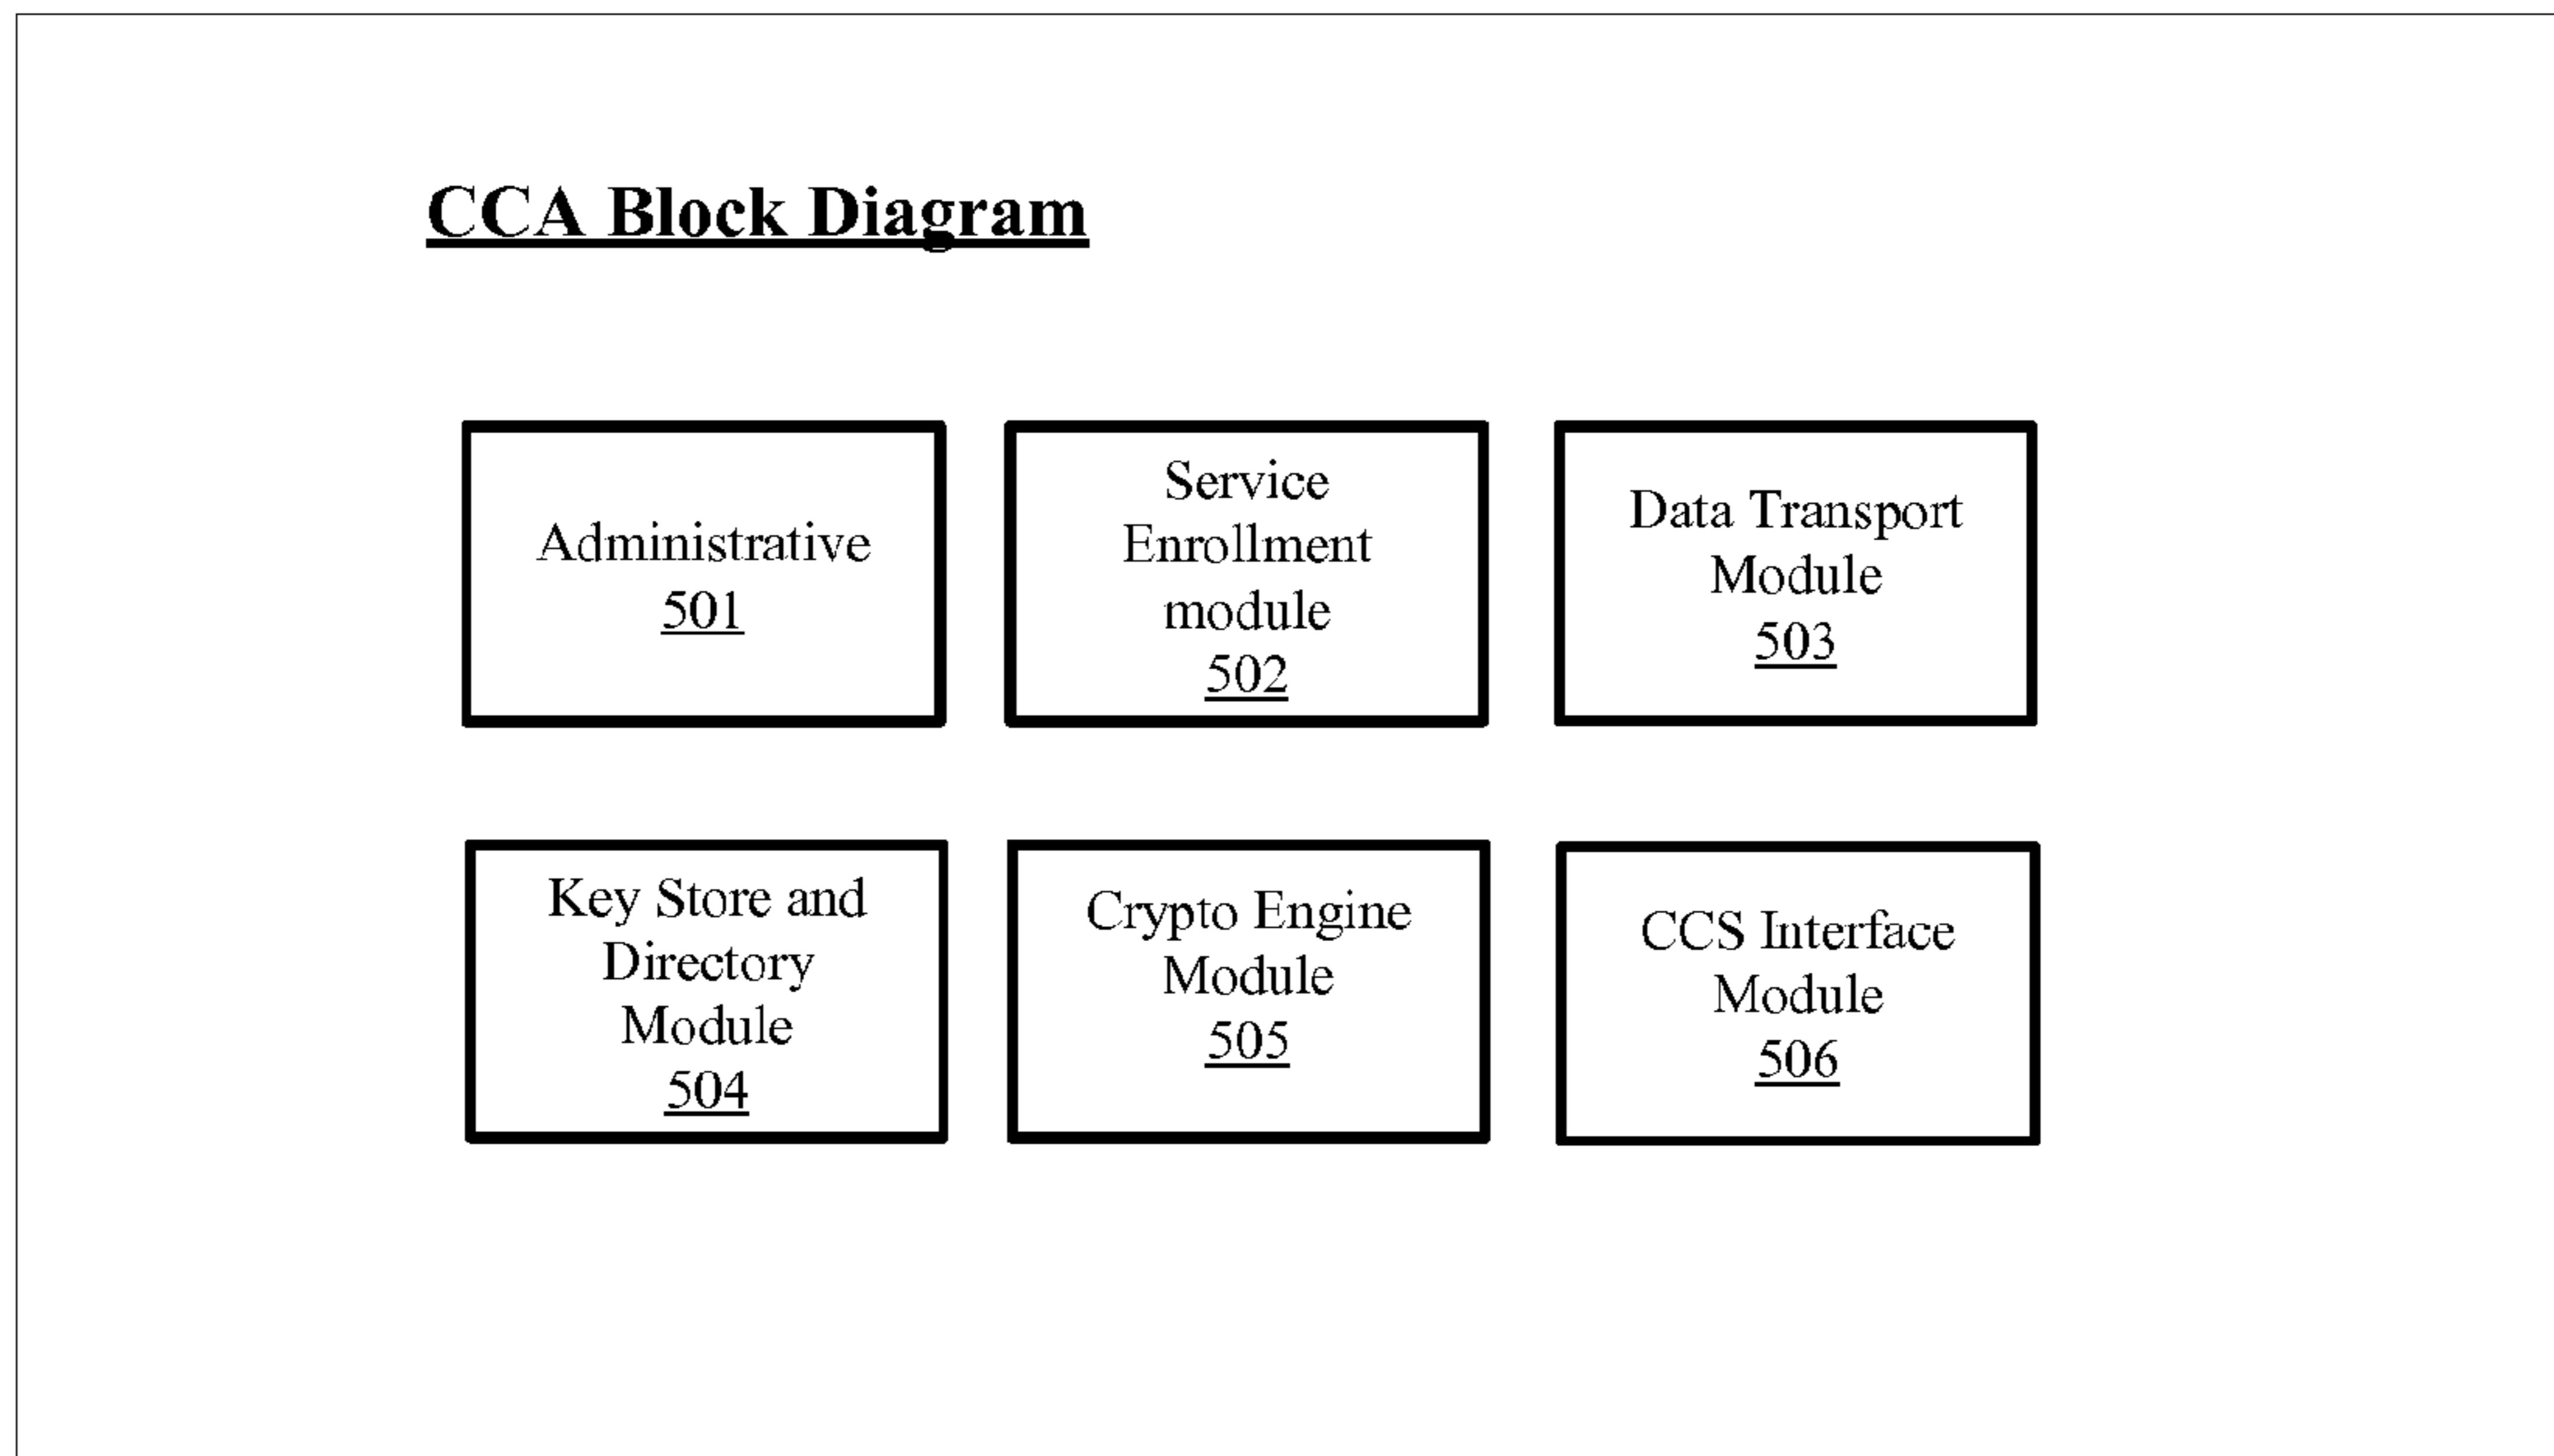 CCA Block Diagram
Administrative
501
Service
Enrollment
module
502
Data Transport
Module
503
Key Store and
Directory
Module
504
Crypto Engine
Module
505
CCS Interface
Module
506